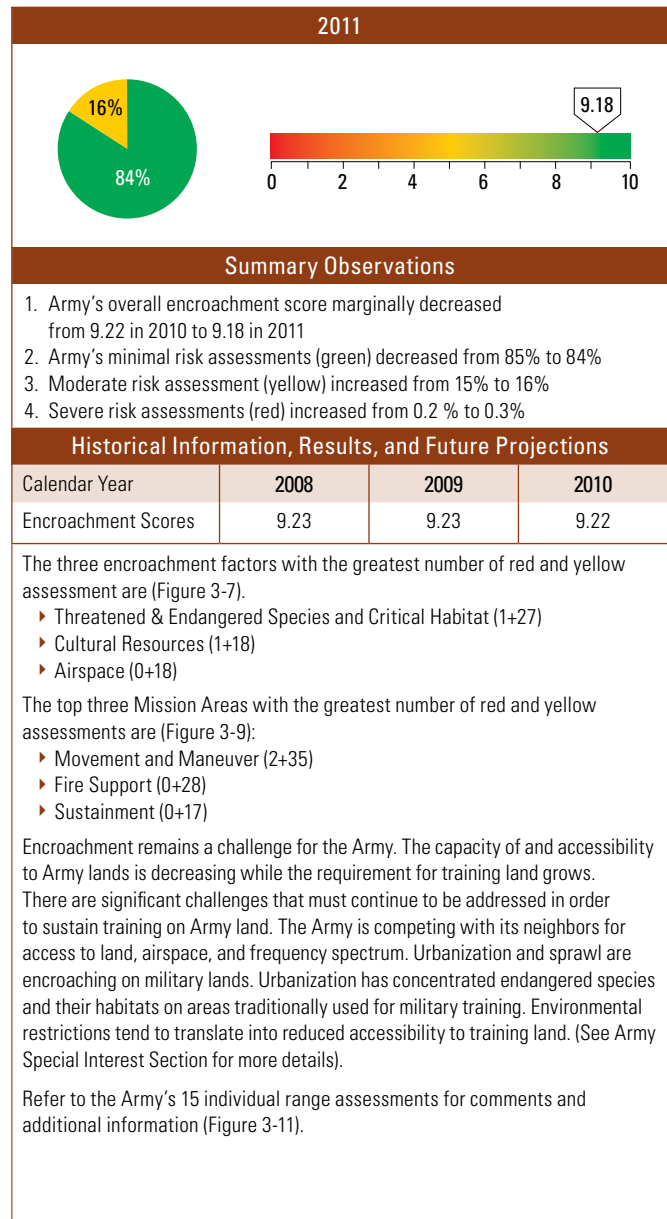 2011
16%
84%
9.18
0 2 4 6 8 10
Summary Observations
1. Army's overall encroachment score marginally decreased
from 9.22 in 2010 to 9.18 in 2011
2. Army's minimal risk assessments (green) decreased from 85% to 84%
3. Moderate risk assessment (yellow) increased from 15% to 16%
4. Severe risk assessments (red) increased from 0.2 % to 0.3%
Historical Information, Results, and Future Projections
Calendar Year 2008 2009 2010
Encroachment Scores 9.23 9.23 9.22
The three encroachment factors with the greatest number of red and yellow
assessment are (Figure 3-7).
‣ Threatened & Endangered Species and Critical Habitat (1+27)
‣ Cultural Resources (1+18)
‣ Airspace (0+18)
The top three Mission Areas with the greatest number of red and yellow
assessments are (Figure 3-9):
‣ Movement and Maneuver (2+35)
‣ Fire Support (0+28)
‣ Sustainment (0+17)
Encroachment remains a challenge for the Army. The capacity of and accessibility
to Army lands is decreasing while the requirement for training land grows.
There are significant challenges that must continue to be addressed in order
to sustain training on Army land. The Army is competing with its neighbors for
access to land, airspace, and frequency spectrum. Urbanization and sprawl are
encroaching on military lands. Urbanization has concentrated endangered species
and their habitats on areas traditionally used for military training. Environmental
restrictions tend to translate into reduced accessibility to training land. (See Army
Special Interest Section for more details).
Refer to the Army's 15 individual range assessments for comments and
additional information (Figure 3-11).